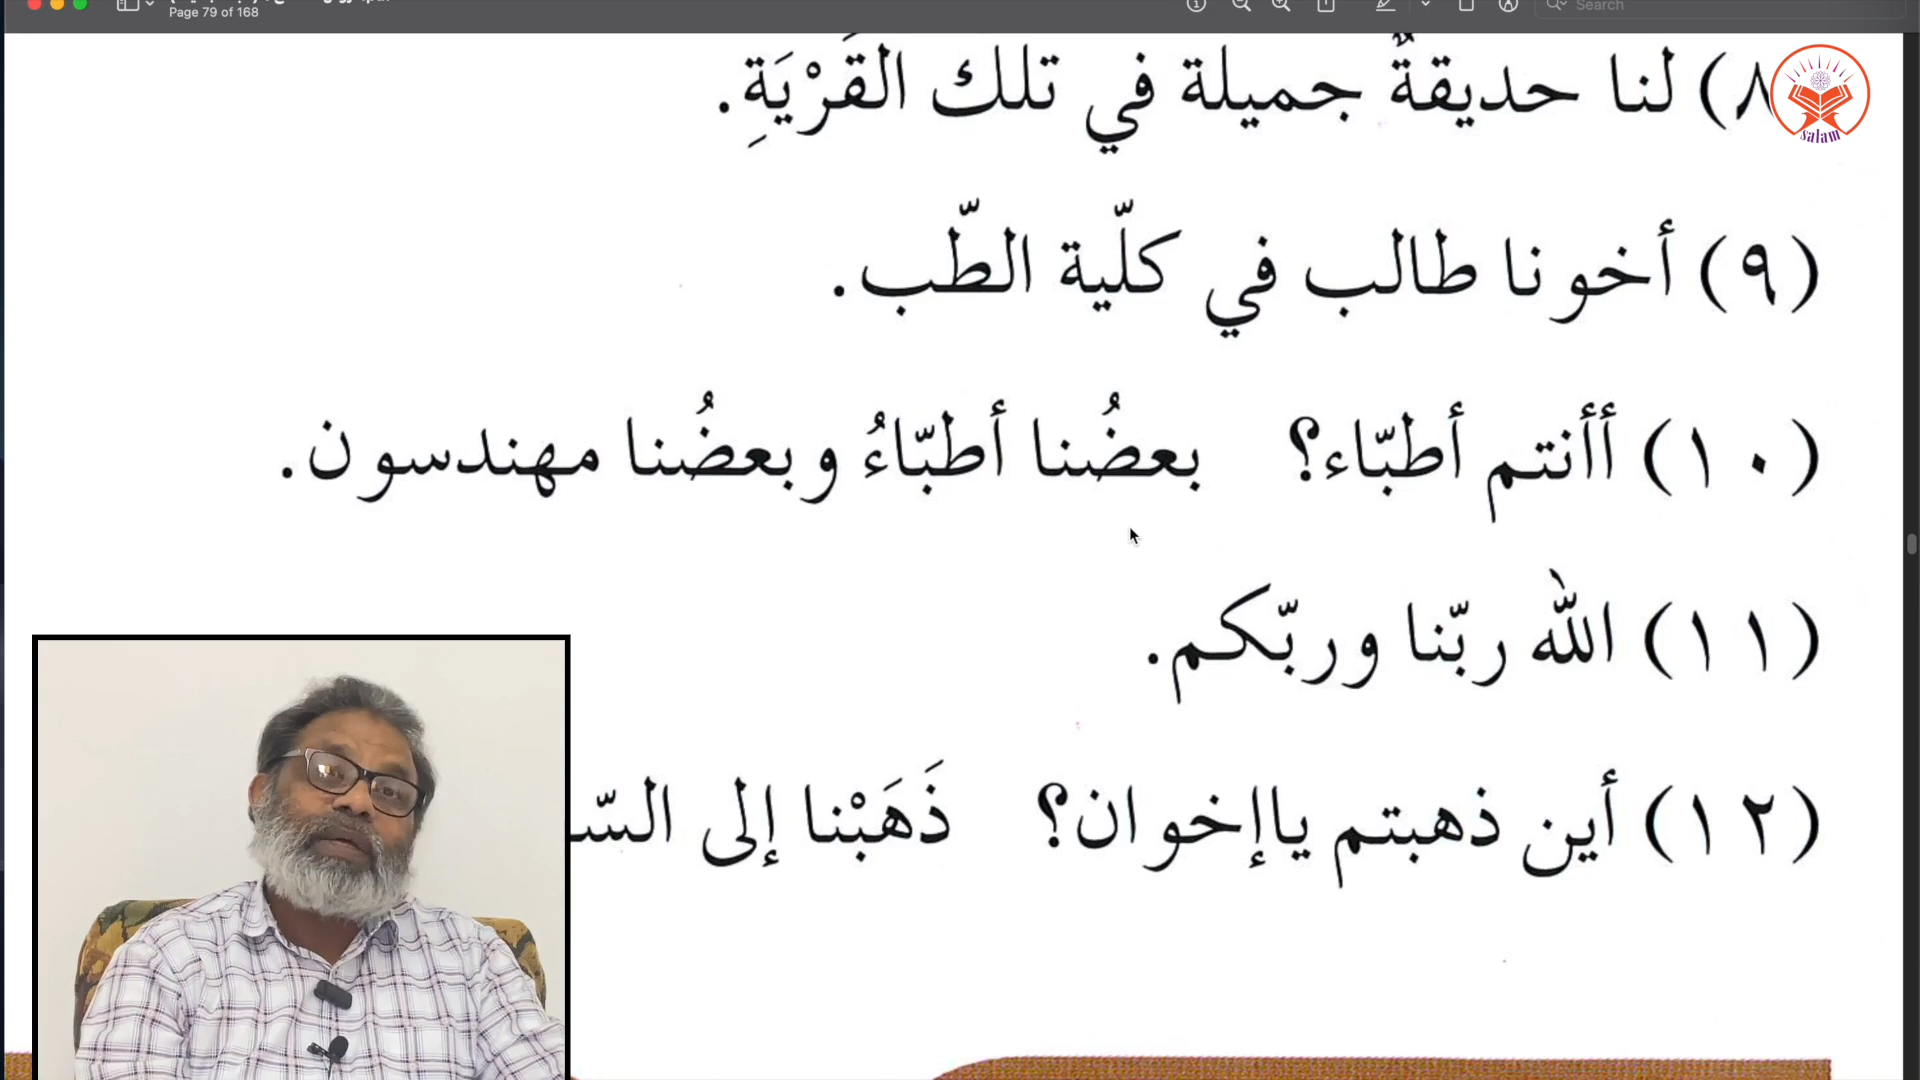 Page 79 of 168
Search
٨) لنا حديقةٌ جميلة في تلك القَرْيَةِ.
salam
(٩) أخونا طالب في كلّية الطّب.
(١٠) أأنتم أطبّاء؟ بعضُنا أطبّاءُ وبعضُنا مهندسون.
(١١) الله ربّنا وربّكم.
(١٢) أين ذهبتم ياإخوان؟ ذَهَبْنا إلى